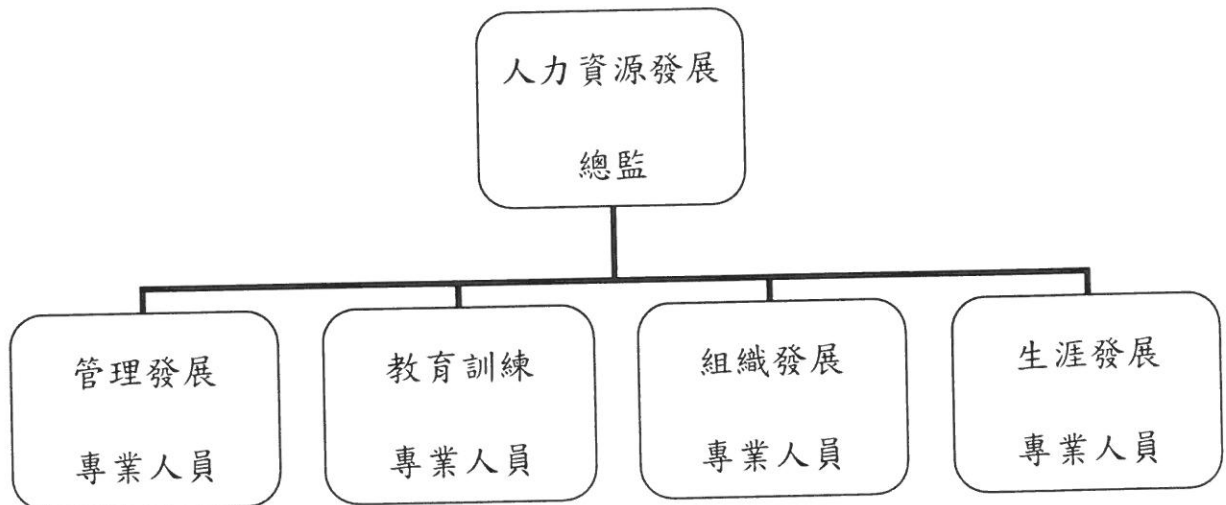 人力資源發展
總監
管理發展
專業人員
教育訓練
專業人員
組織發展
專業人員
生涯發展
專業人員